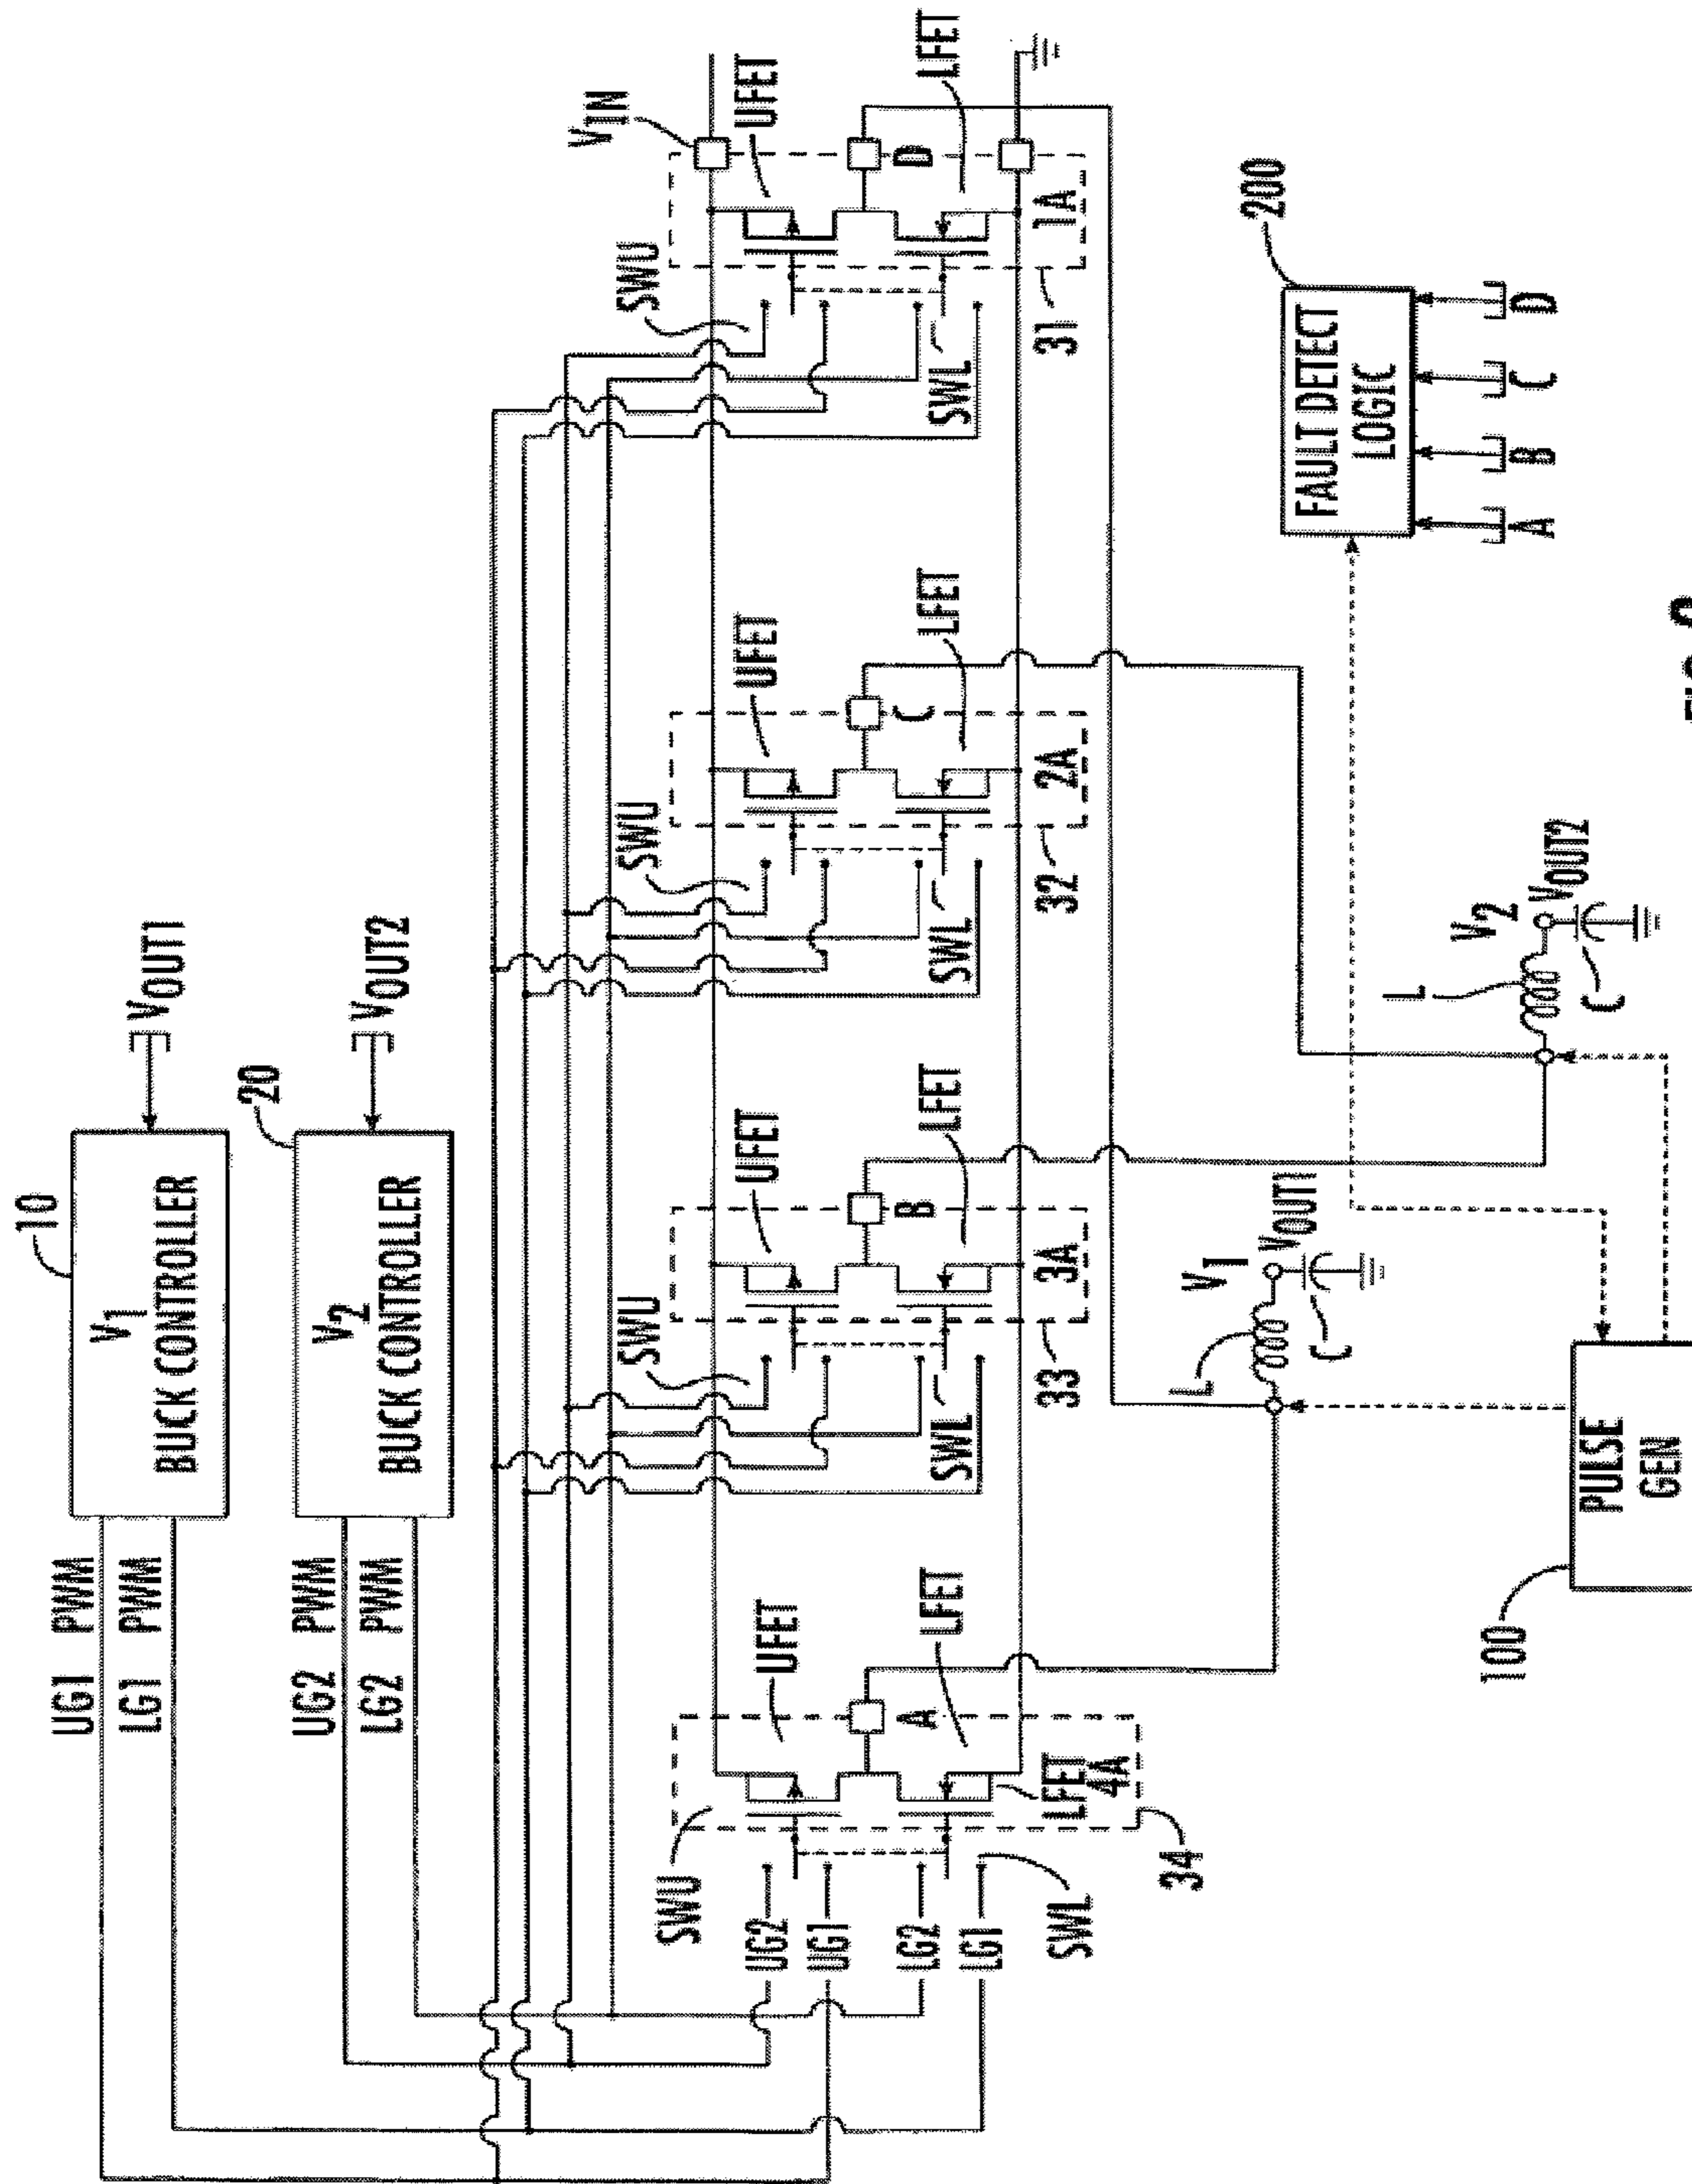 10
V1
BUCK CONTROLLER
VOUT1
20
V2
BUCK CONTROLLER
VOUT2
UG1 PWM
LG1 PWM
UG2 PWM
LG2 PWM
SWU
UFET
SWU
UFET
SWU
UFET
SWU
UFET
VIN
UG2
UG1
LG2
LG1
SWL
A
LFET
LFET
4A
34
SWL
B
LFET
3A
33
SWL
C
LFET
2A
32
SWL
D
LFET
1A
31
L
V1
VOUT1
C
L
V2
VOUT2
C
100
PULSE
GEN
200
FAULT DETECT
LOGIC
A
B
C
D